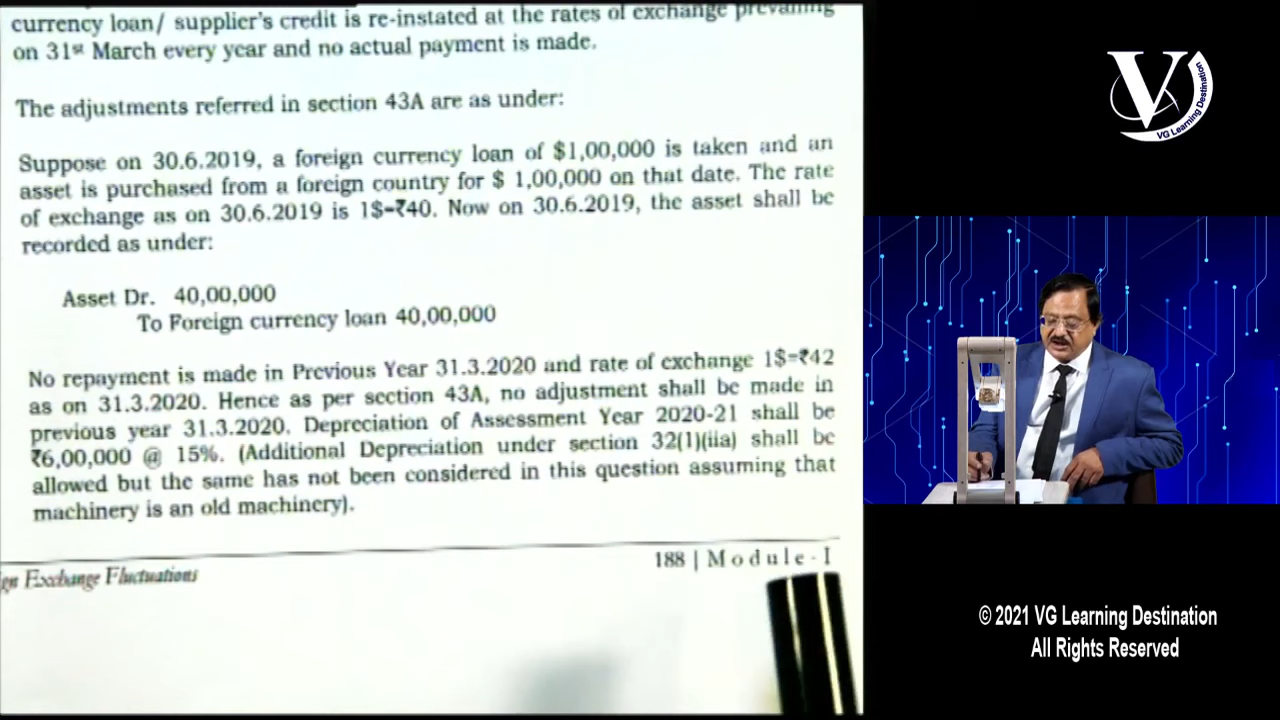 currency loan/ supplier's credit is re-instated at the rates of exchange prevailing
on 31st March every year and no actual payment is made.
The adjustments referred in section 43A are as under:
Suppose on 30.6.2019, a foreign currency loan of $1,00,000 is taken and an
asset is purchased from a foreign country for $ 1,00,000 on that date. The rate
of exchange as on 30.6.2019 is 1$=₹40. Now on 30.6.2019, the asset shall be
recorded as under:
Asset Dr. 40,00,000
To Foreign currency loan 40,00,000
No repayment is made in Previous Year 31.3.2020 and rate of exchange 1$=₹42
as on 31.3.2020. Hence as per section 43A, no adjustment shall be made in
previous year 31.3.2020. Depreciation of Assessment Year 2020-21 shall be
₹6,00,000 @ 15%. (Additional Depreciation under section 32(1)(iia) shall be
allowed but the same has not been considered in this question assuming that
machinery is an old machinery).
188 | Module - I
gn Exchange Fluctuations
V
VG Learning Destination
© 2021 VG Learning Destination
All Rights Reserved